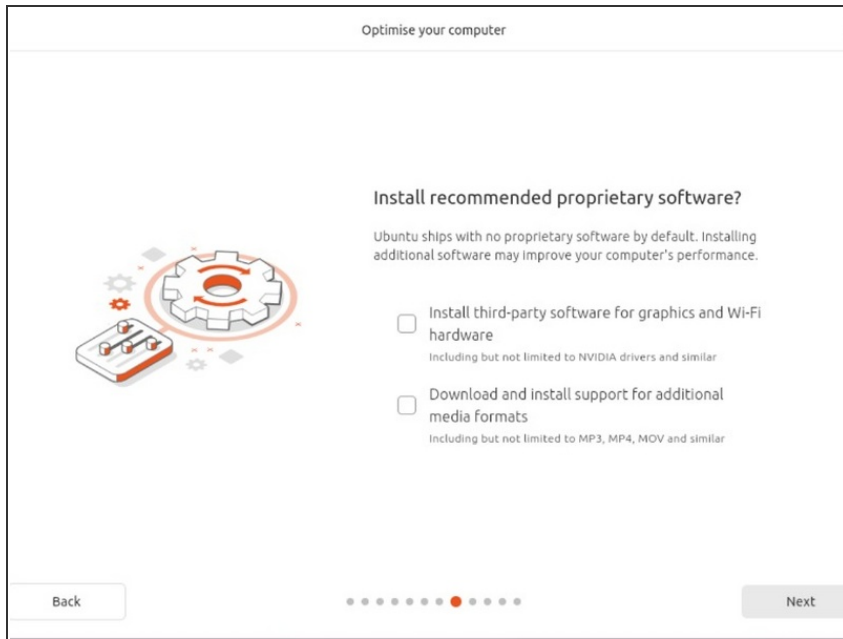 Optimise your computer
Install recommended proprietary software?
Ubuntu ships with no proprietary software by default. Installing
additional software may improve your computer's performance.
Install third-party software for graphics and Wi-Fi
hardware
Including but not limited to NVIDIA drivers and similar
Download and install support for additional
media formats
Including but not limited to MP3, MP4, MOV and similar
Back
Next